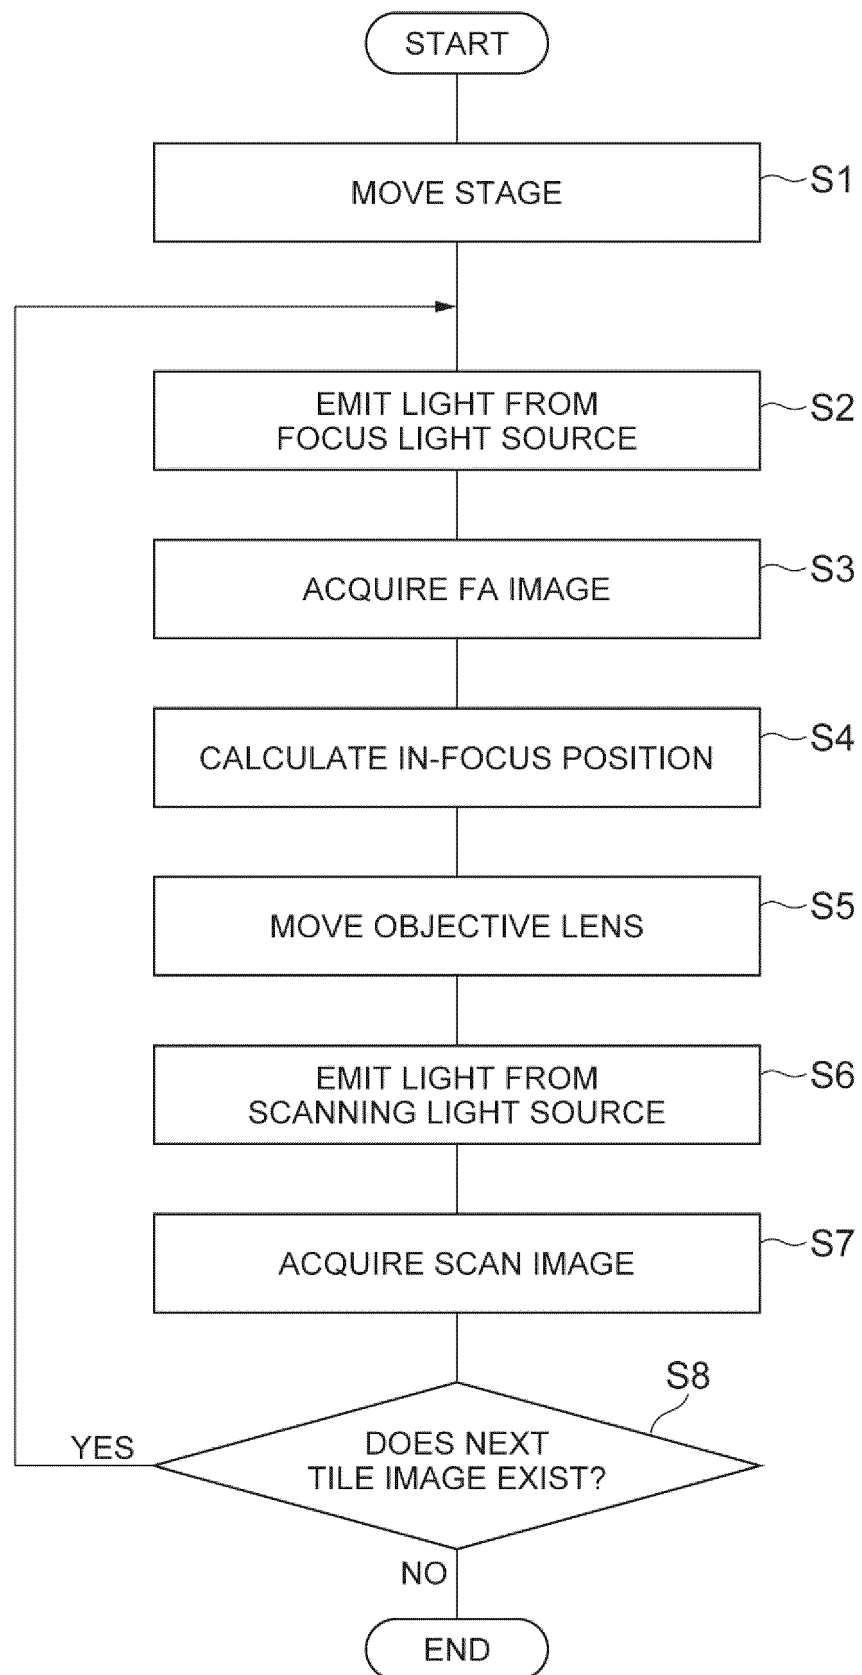 START
MOVE STAGE
S1
EMIT LIGHT FROM
FOCUS LIGHT SOURCE
S2
ACQUIRE FA IMAGE
S3
CALCULATE IN-FOCUS POSITION
S4
MOVE OBJECTIVE LENS
S5
EMIT LIGHT FROM
SCANNING LIGHT SOURCE
S6
ACQUIRE SCAN IMAGE
S7
S8
DOES NEXT
TILE IMAGE EXIST?
YES
NO
END